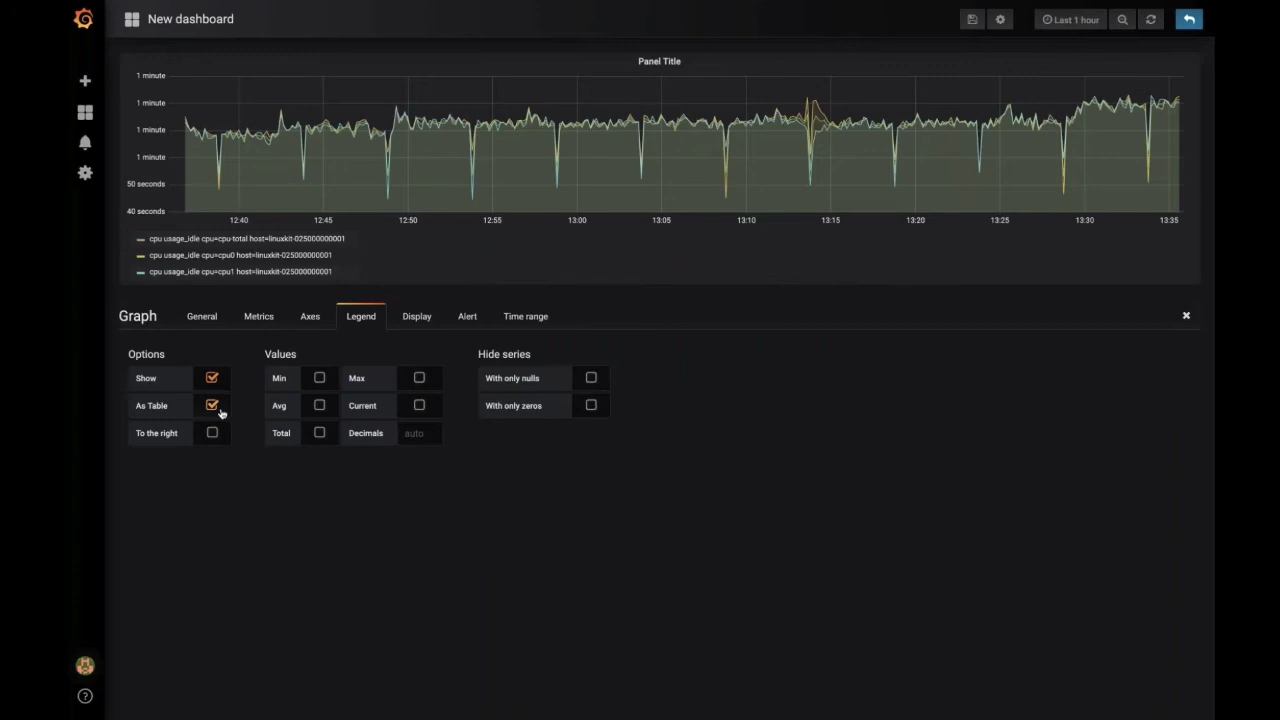 New dashboard
Last 1 hour
Panel Title
1 minute
1 minute
1 minute
1 minute
50 seconds
40 seconds
12:40 12:45 12:50 12:55 13:00 13:05 13:10 13:15 13:20 13:25 13:30 13:35
cpu usage_idle cpu=cpu-total host=linuxkit-025000000001
cpu usage_idle cpu=cpu0 host=linuxkit-025000000001
cpu usage_idle cpu=cpu1 host=linuxkit-025000000001
Graph General Metrics Axes Legend Display Alert Time range
Options Values Hide series
Show Min Max With only nulls
As Table Avg Current With only zeros
To the right Total Decimals auto